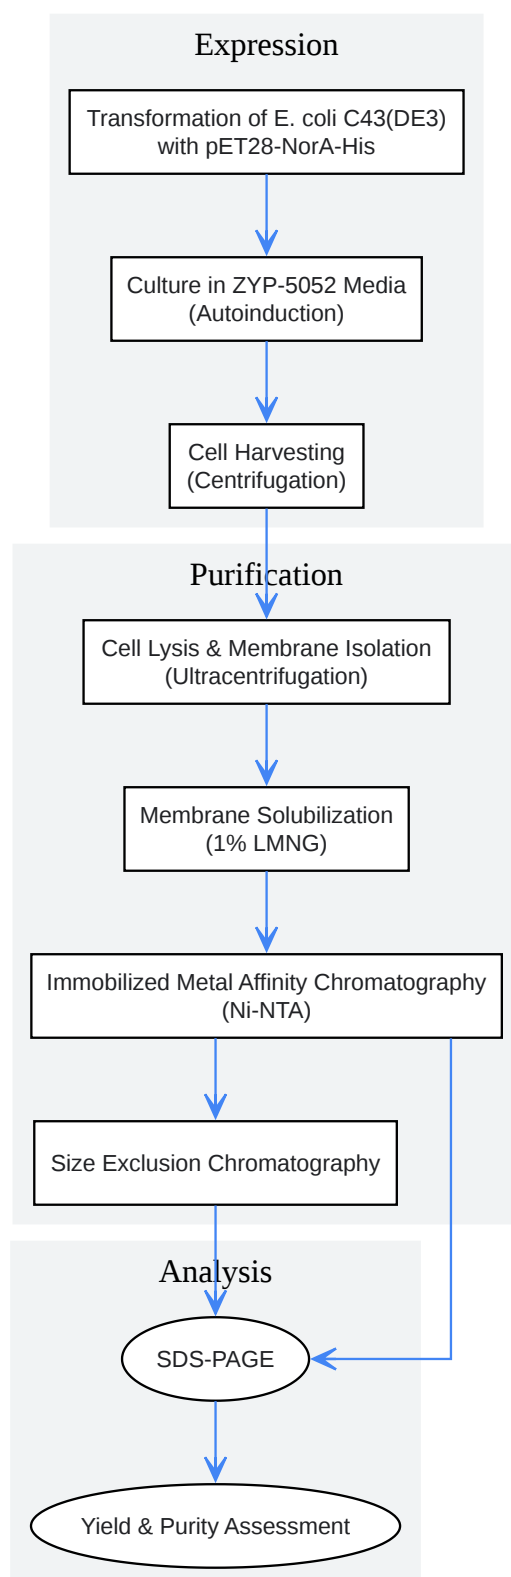 Expression
Transformation of E. coli C43(DE3)
with pET28-NorA-His
Culture in ZYP-5052 Media
(Autoinduction)
Cell Harvesting
(Centrifugation)
Purification
Cell Lysis & Membrane Isolation
(Ultracentrifugation)
Membrane Solubilization
(1% LMNG)
Immobilized Metal Affinity Chromatography
(Ni-NTA)
Size Exclusion Chromatography
Analysis
SDS-PAGE
Yield & Purity Assessment